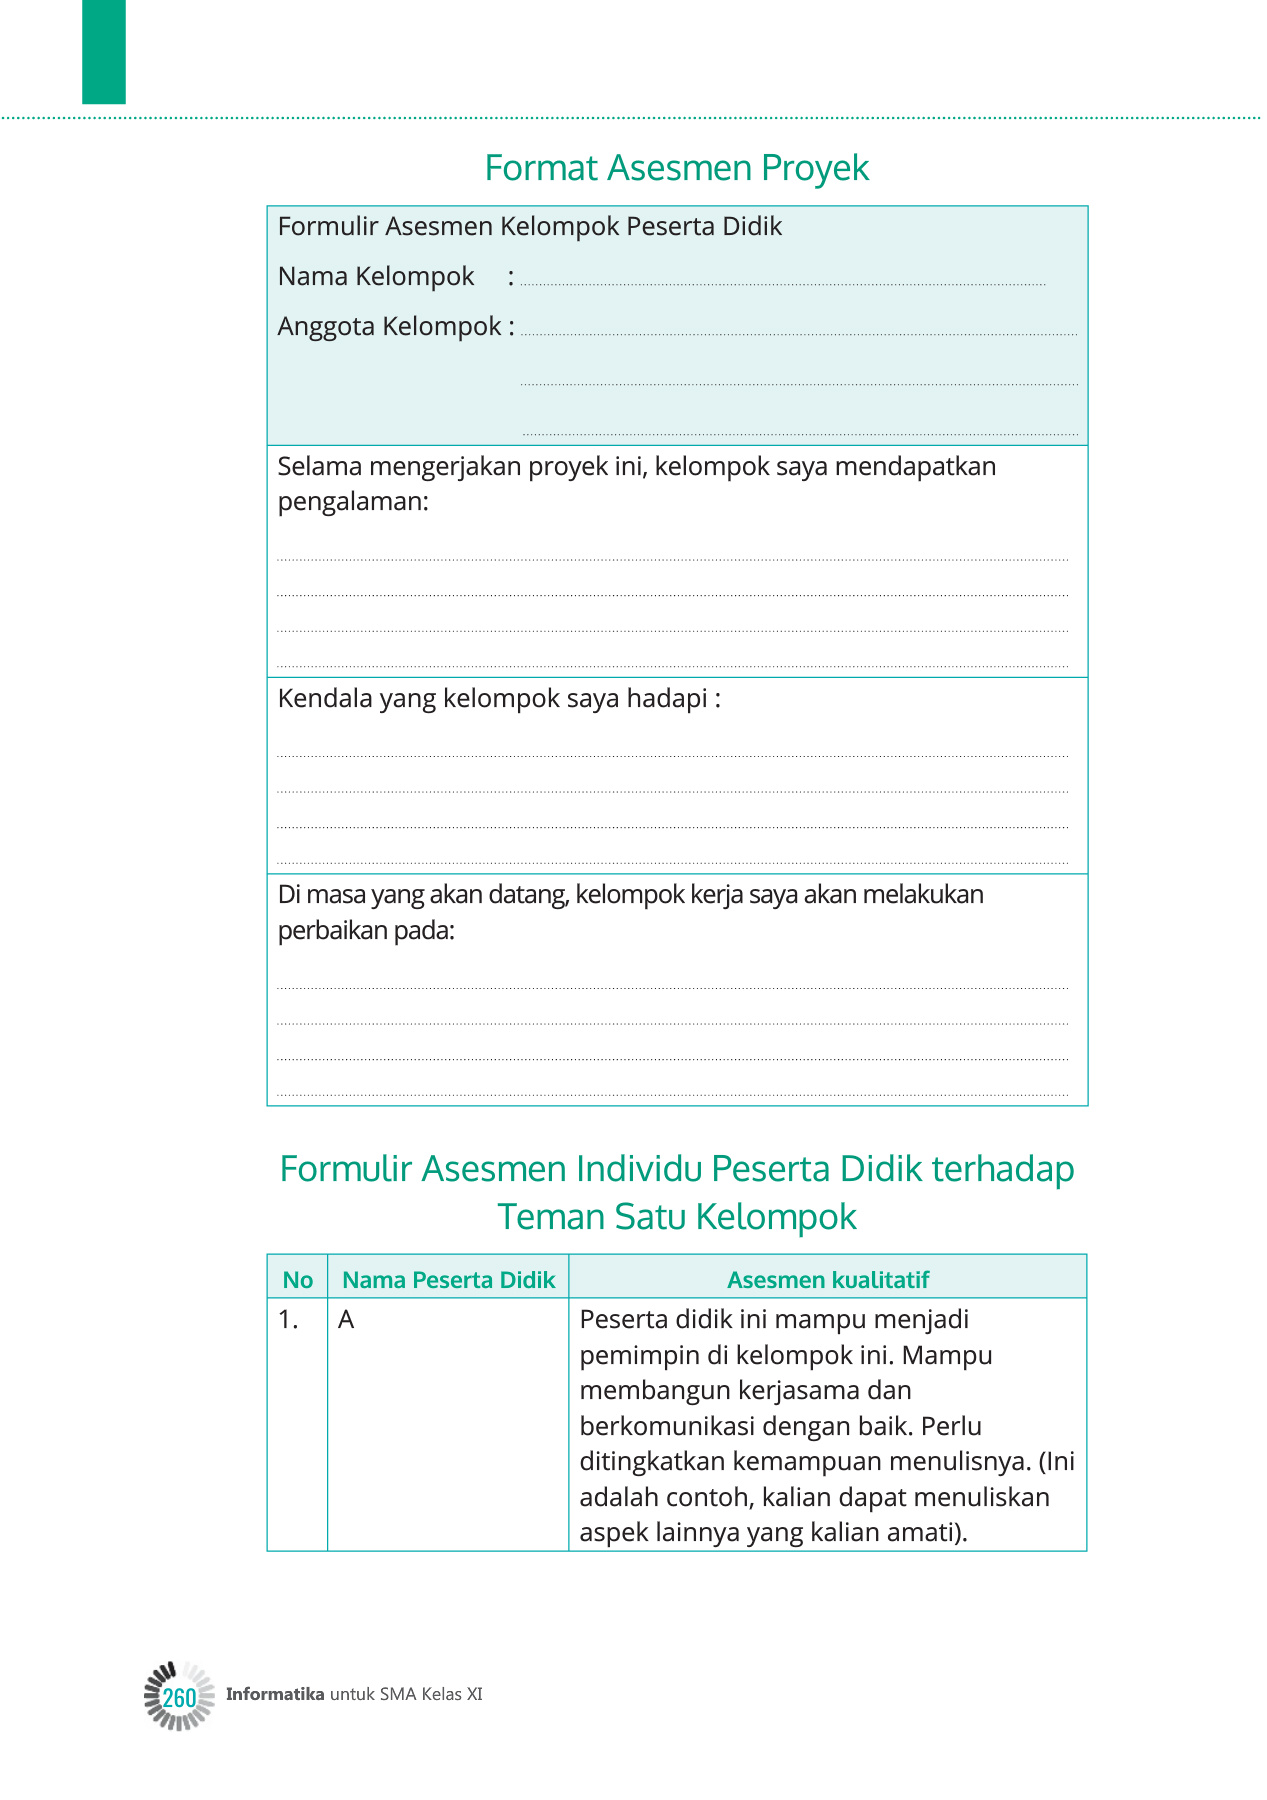 Format Asesmen Proyek
Formulir Asesmen Kelompok Peserta Didik
Nama Kelompok :
Anggota Kelompok :
Selama mengerjakan proyek ini, kelompok saya mendapatkan
pengalaman:
Kendala yang kelompok saya hadapi :
Di masa yang akan datang, kelompok kerja saya akan melakukan
perbaikan pada:
Formulir Asesmen Individu Peserta Didik terhadap
Teman Satu Kelompok
No Nama Peserta Didik Asesmen kualitatif
1. A Peserta didik ini mampu menjadi
pemimpin di kelompok ini. Mampu
membangun kerjasama dan
berkomunikasi dengan baik. Perlu
ditingkatkan kemampuan menulisnya. (Ini
adalah contoh, kalian dapat menuliskan
aspek lainnya yang kalian amati).
260 Informatika untuk SMA Kelas XI